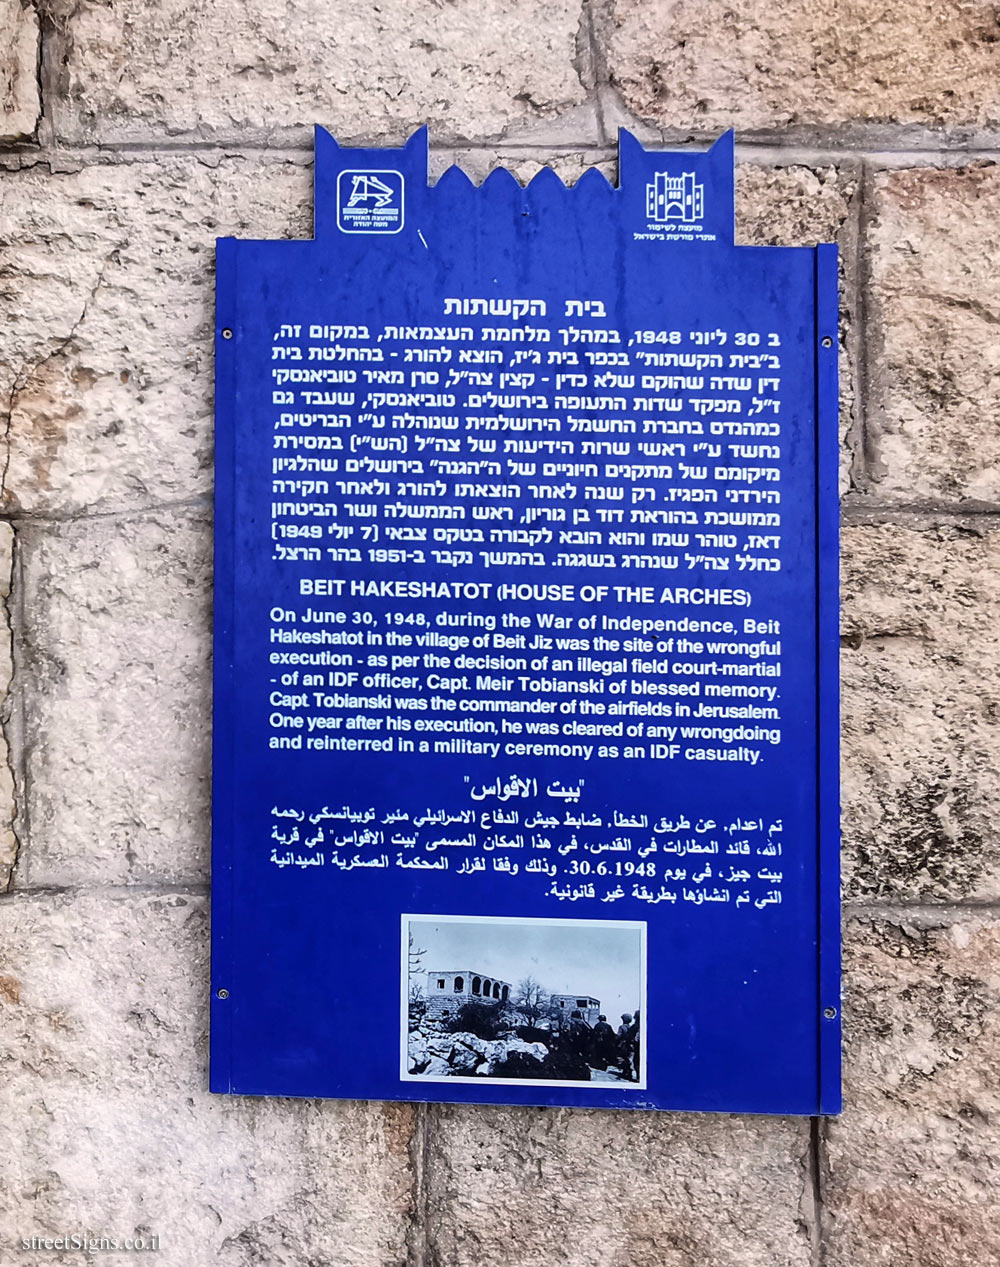 המועצה האזורית
מטה יהודה
מועצה לשימור
אתרי מורשת בישראל
בית הקשתות
ב 30 ליוני 1948, במהלך מלחמת העצמאות, במקום זה,
ב"בית הקשתות" בכפר בית ג'יז, הוצא להורג - בהחלטת בית
דין שדה שהוקם שלא כדין - קצין צה"ל, סרן מאיר טוביאנסקי
ז"ל, מפקד שדות התעופה בירושלים. טוביאנסקי, שעבד גם
כמהנדס בחברת החשמל הירושלמית שנוהלה ע"י הבריטים,
נחשד ע"י ראשי שרות הידיעות של צה"ל (הש"י) במסירת
מיקומם של מתקנים חיוניים של ה"הגנה" בירושלים שהלגיון
הירדני הפגיז. רק שנה לאחר הוצאתו להורג ולאחר חקירה
ממושכת בהוראת דוד בן גוריון, ראש הממשלה ושר הביטחון
דאז, טוהר שמו והוא הובא לקבורה בטקס צבאי (7 יולי 1949)
כחלל צה"ל שנהרג בשגגה. בהמשך נקבר ב-1951 בהר הרצל.
BEIT HAKESHATOT (HOUSE OF THE ARCHES)
On June 30, 1948, during the War of Independence, Beit
Hakeshatot in the village of Beit Jiz was the site of the wrongful
execution - as per the decision of an illegal field court-martial
- of an IDF officer, Capt. Meir Tobianski of blessed memory.
Capt. Tobianski was the commander of the airfields in Jerusalem.
One year after his execution, he was cleared of any wrongdoing
and reinterred in a military ceremony as an IDF casualty.
"بيت الاقواس"
تم اعدام, عن طريق الخطأ, ضابط جيش الدفاع الاسرائيلي مئير توبيانسكي رحمه
الله، قائد المطارات في القدس، في هذا المكان المسمى "بيت الاقواس" في قرية
بيت جيز، في يوم 30.6.1948. وذلك وفقا لقرار المحكمة العسكرية الميدانية
التي تم انشاؤها بطريقة غير قانونية.
streetSigns.co.il